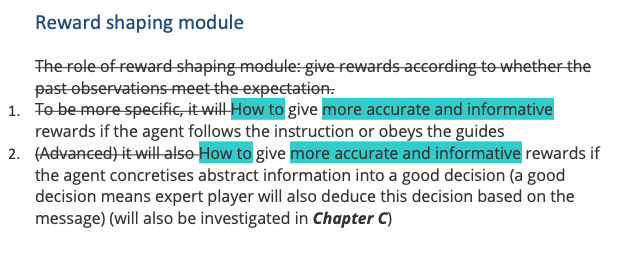 Reward shaping module
The role of reward shaping module: give rewards according to whether the
past observations meet the expectation.
1. To be more specific, it will How to give more accurate and informative
rewards if the agent follows the instruction or obeys the guides
2. (Advanced) it will also How to give more accurate and informative rewards if
the agent concretises abstract information into a good decision (a good
decision means expert player will also deduce this decision based on the
message) (will also be investigated in Chapter C)